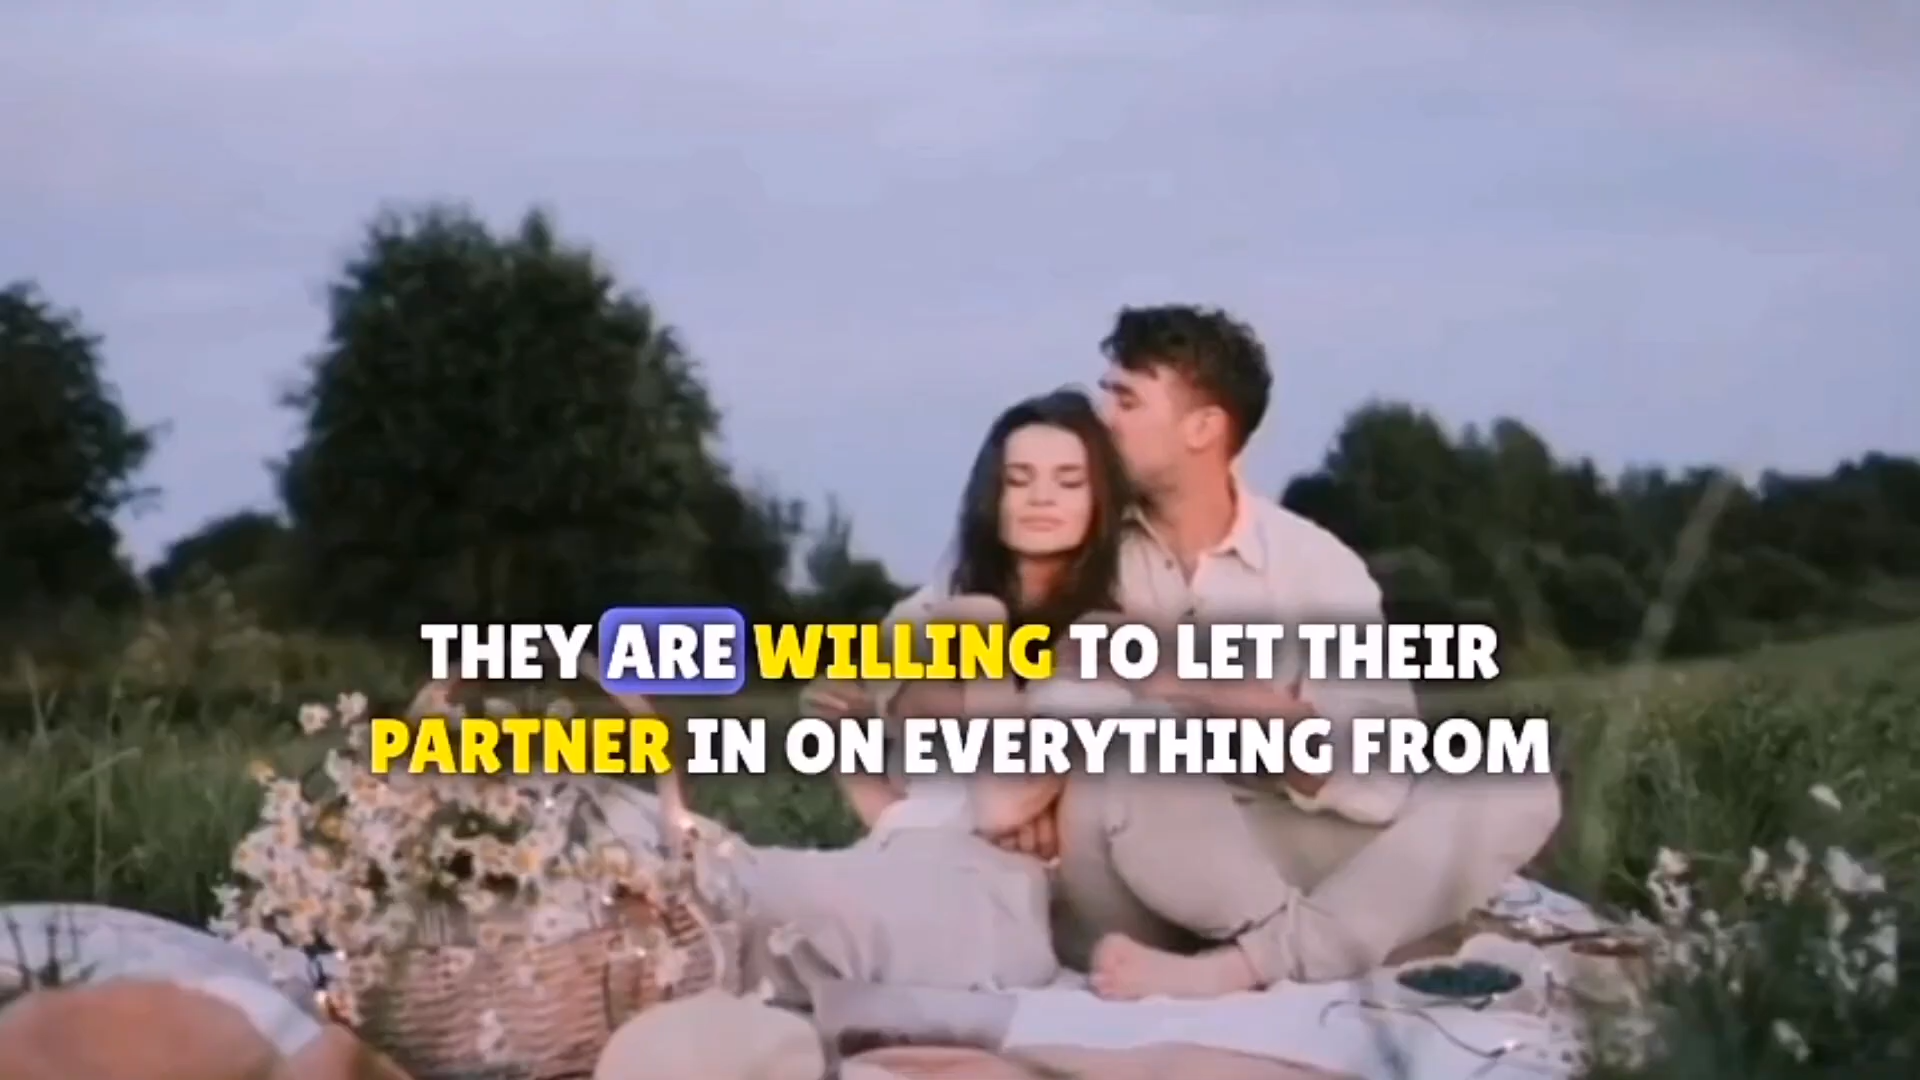 THEY ARE WILLING TO LET THEIR
PARTNER IN ON EVERYTHING FROM